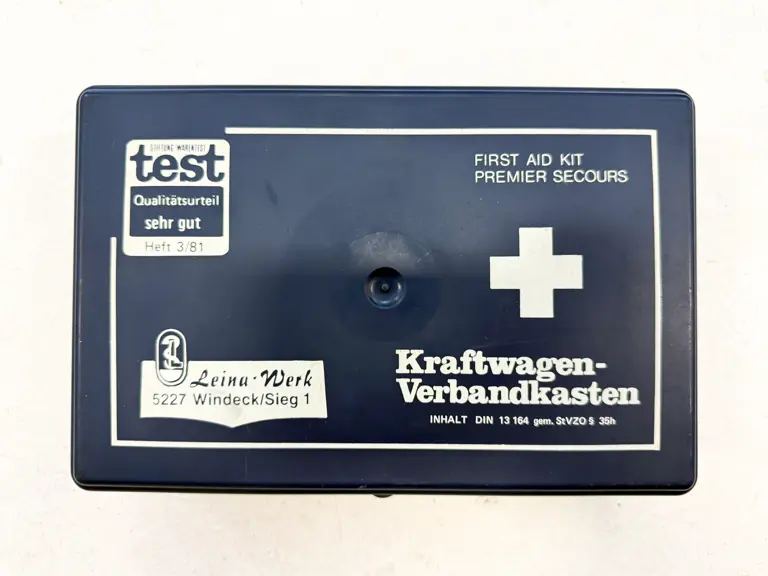 STIFTUNG WARENTEST
test
Qualitätsurteil
sehr gut
Heft 3/81
FIRST AID KIT
PREMIER SECOURS
Kraftwagen-
Verbandkasten
INHALT DIN 13 164 gem. StVZO § 35h
Leina-Werk
5227 Windeck/Sieg 1